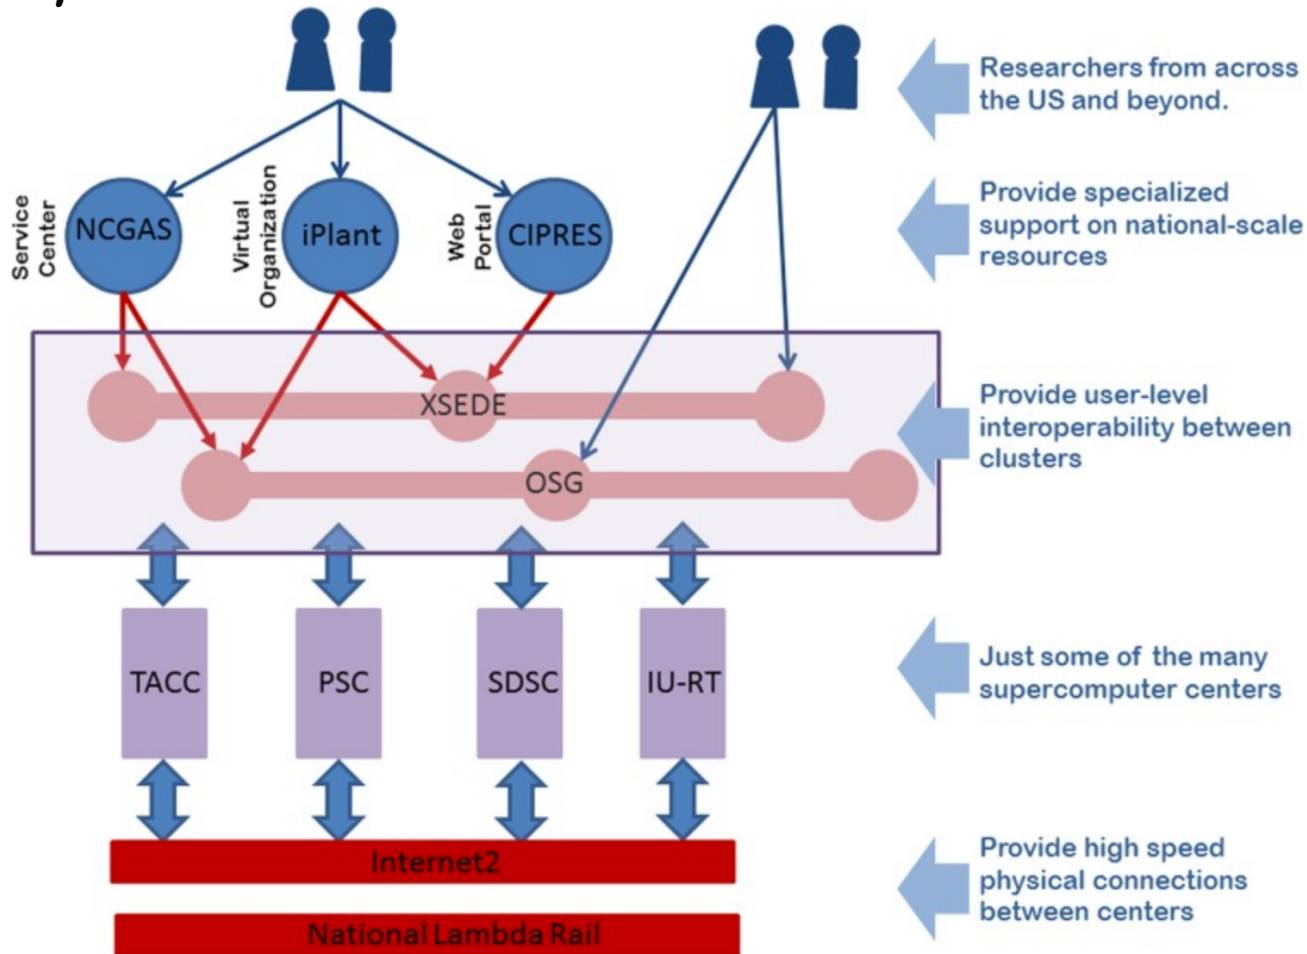 Researchers from across
the US and beyond.
Service
Center
NCGAS
Virtual
Organization
iPlant
Web
Portal
CIPRES
Provide specialized
support on national-scale
resources
XSEDE
OSG
Provide user-level
interoperability between
clusters
TACC
PSC
SDSC
IU-RT
Just some of the many
supercomputer centers
Internet2
National Lambda Rail
Provide high speed
physical connections
between centers